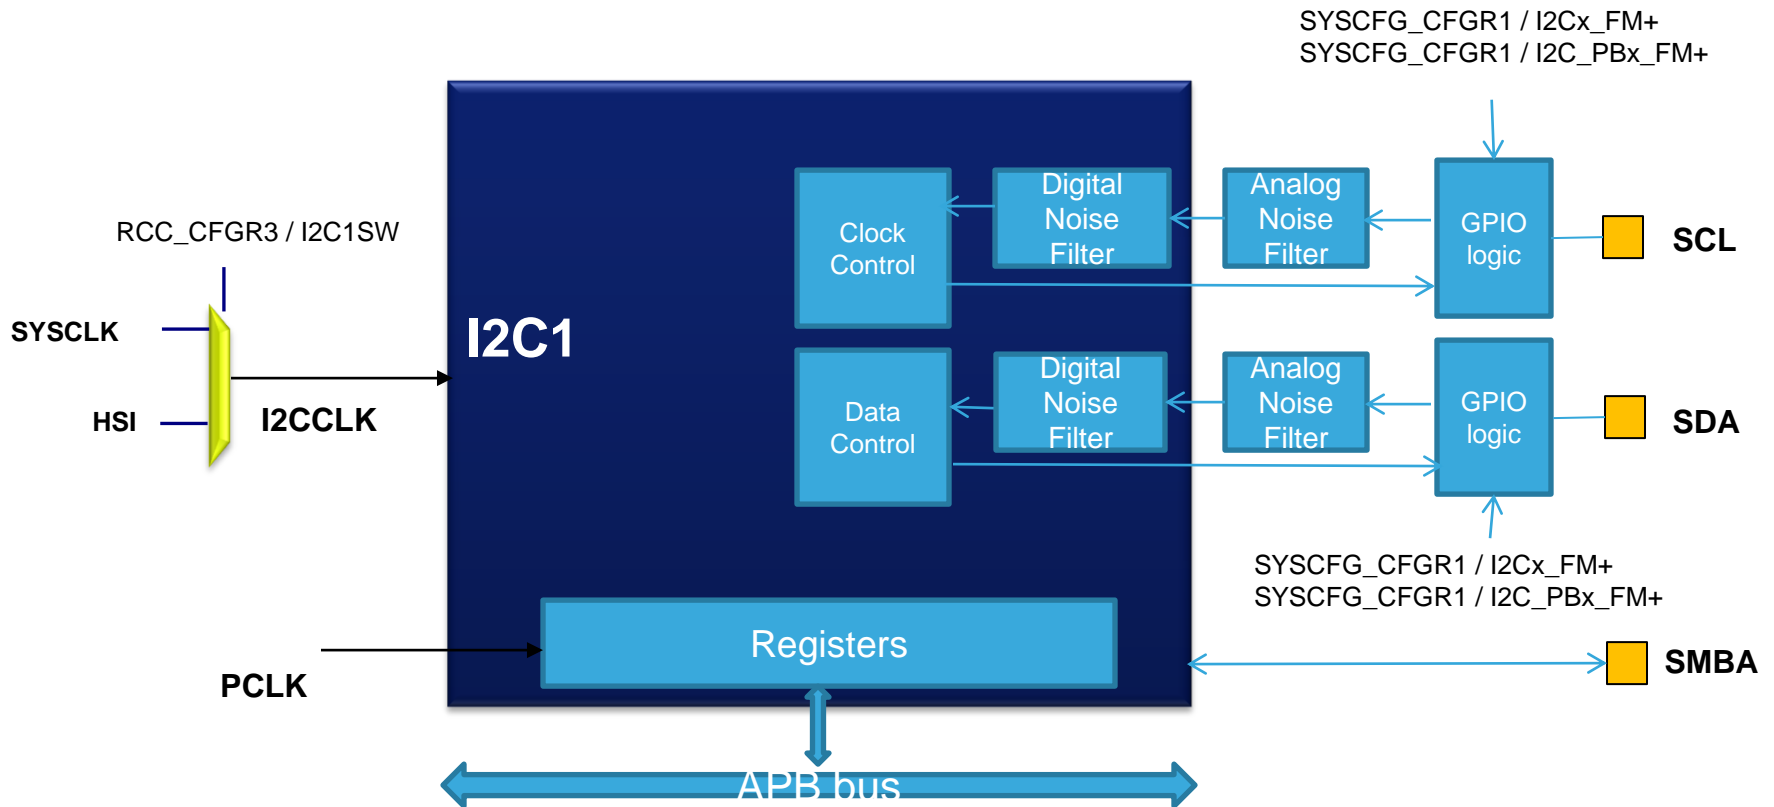 SYSCFG_CFGR1 / I2Cx_FM+
SYSCFG_CFGR1 / I2C_PBx_FM+
Digital
Noise
Filter
Analog
Noise
Filter
Clock
Control
GPIO
logic
SCL
RCC_CFGR3 / I2C1SW
SYSCLK
I2C1
HSI
I2CCLK
Digital
Noise
Filter
Analog
Noise
Filter
Data
Control
GPIO
logic
SDA
SYSCFG_CFGR1 / I2Cx_FM+
SYSCFG_CFGR1 / I2C_PBx_FM+
Registers
SMBA
PCLK
APB bus